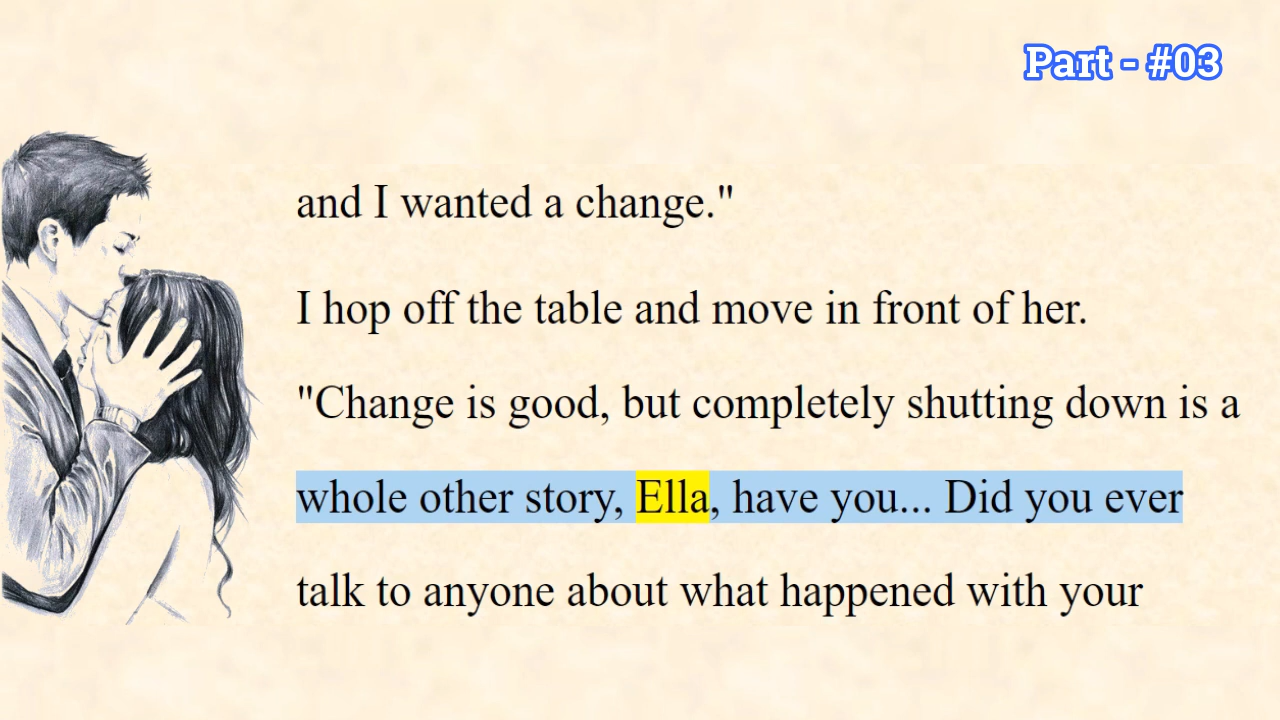 Part - #03
and I wanted a change."
I hop off the table and move in front of her.
"Change is good, but completely shutting down is a
whole other story, Ella, have you... Did you ever
talk to anyone about what happened with your